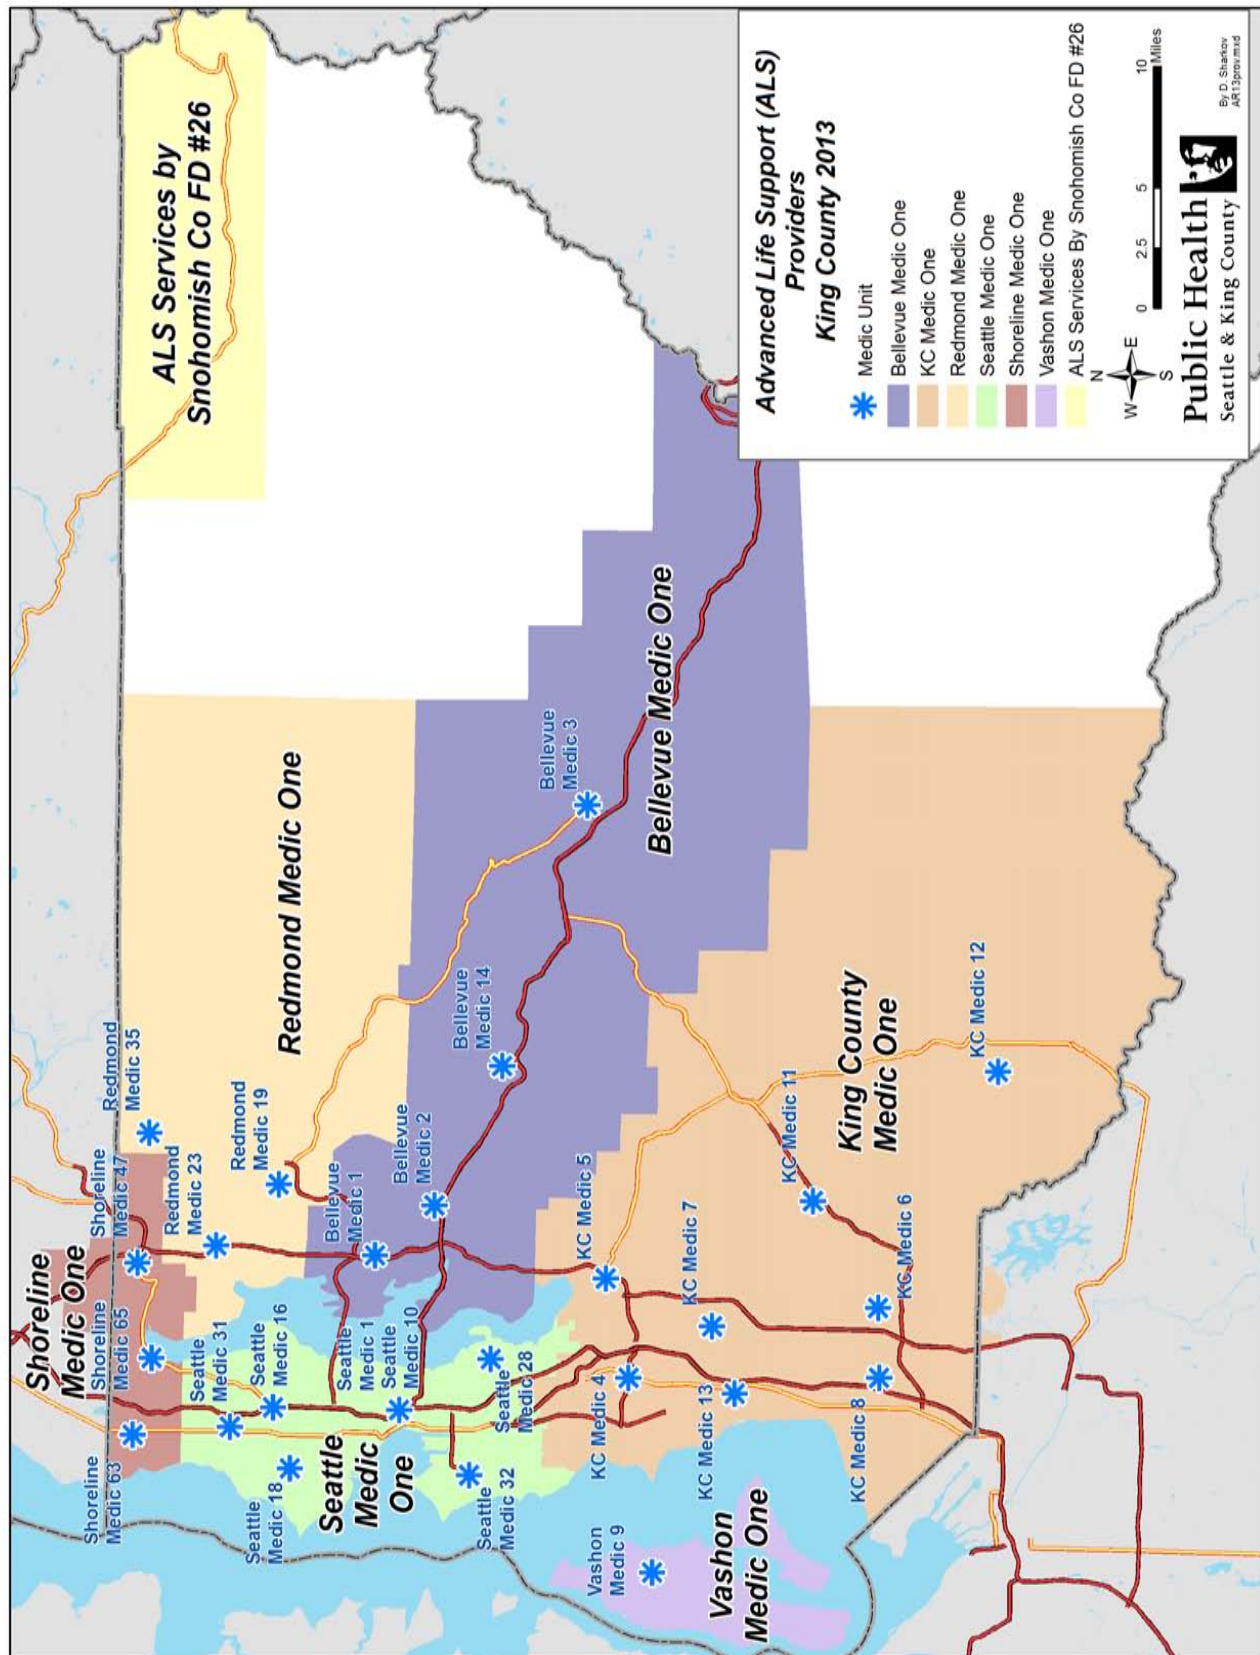 Shoreline
Medic One
Shoreline
Medic 63
Shoreline
Medic 65
Shoreline
Medic 47
Redmond
Medic 35
Redmond
Medic 23
Redmond
Medic 19
Redmond Medic One
ALS Services by
Snohomish Co FD #26
Seattle
Medic 18
Seattle
Medic 31
Seattle
Medic 16
Seattle
Medic 1
Seattle
Medic 10
Seattle
Medic One
Seattle
Medic 32
Seattle
Medic 28
Bellevue
Medic 1
Bellevue
Medic 2
Bellevue
Medic 14
Bellevue
Medic 3
Bellevue Medic One
Vashon
Medic 9
Vashon
Medic One
KC Medic 4
KC Medic 5
KC Medic 13
KC Medic 7
KC Medic 8
KC Medic 6
KC Medic 11
King County
Medic One
KC Medic 12
Advanced Life Support (ALS)
Providers
King County 2013
Medic Unit
Bellevue Medic One
KC Medic One
Redmond Medic One
Seattle Medic One
Shoreline Medic One
Vashon Medic One
ALS Services By Snohomish Co FD #26
N
W E
S
0 2.5 5 10
Miles
Public Health
Seattle & King County
By D. Sharkov
AR13prov.mxd